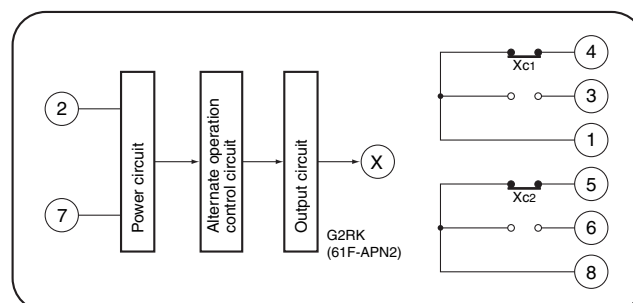 2
7
Power circuit
Alternate operation
control circuit
Output circuit
X
G2RK
(61F-APN2)
Xc1
4
3
1
Xc2
5
6
8